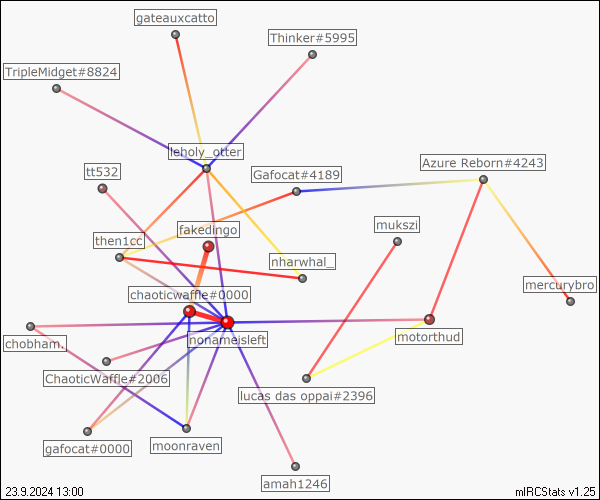 gateauxcatto
Thinker#5995
TripleMidget#8824
leholy_otter
Azure Reborn#4243
tt532
Gafocat#4189
mukszi
fakedingo
then1cc
nharwhal_
mercurybro
chaoticwaffle#0000
nonameisleft
motorthud
chobham.
ChaoticWaffle#2006
lucas das oppai#2396
gafocat#0000
moonraven
amah1246
23.9.2024 13:00
mIRCStats v1.25